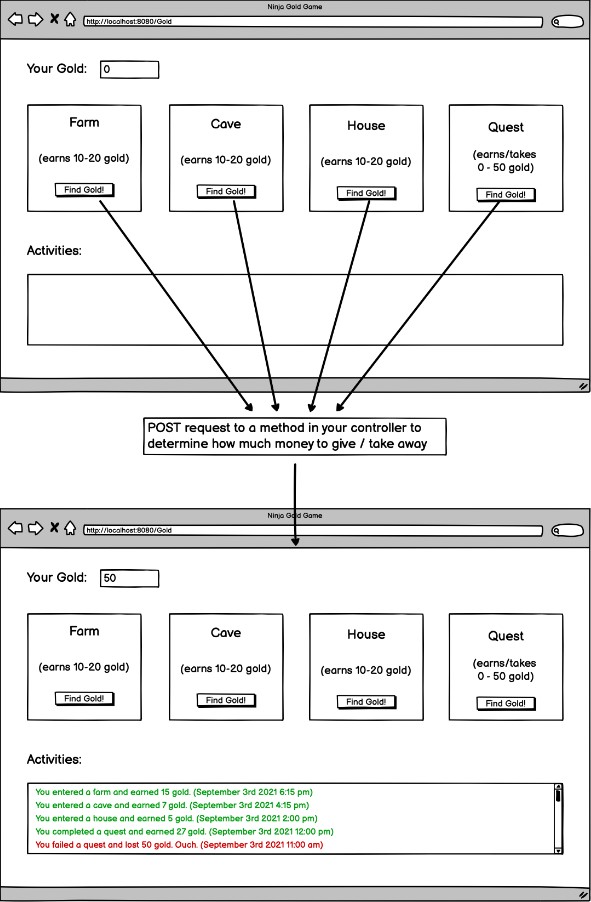 Ninja Gold Game
http://localhost:8080/Gold
Your Gold: 0
Farm
(earns 10-20 gold)
Find Gold!
Cave
(earns 10-20 gold)
Find Gold!
House
(earns 10-20 gold)
Find Gold!
Quest
(earns/takes
0 - 50 gold)
Find Gold!
Activities:
POST request to a method in your controller to
determine how much money to give / take away
Ninja Gold Game
http://localhost:8080/Gold
Your Gold: 50
Farm
(earns 10-20 gold)
Find Gold!
Cave
(earns 10-20 gold)
Find Gold!
House
(earns 10-20 gold)
Find Gold!
Quest
(earns/takes
0 - 50 gold)
Find Gold!
Activities:
You entered a farm and earned 15 gold. (September 3rd 2021 6:15 pm)
You entered a cave and earned 7 gold. (September 3rd 2021 4:15 pm)
You entered a house and earned 5 gold. (September 3rd 2021 2:00 pm)
You completed a quest and earned 27 gold. (September 3rd 2021 12:00 pm)
You failed a quest and lost 50 gold. Ouch. (September 3rd 2021 11:00 am)